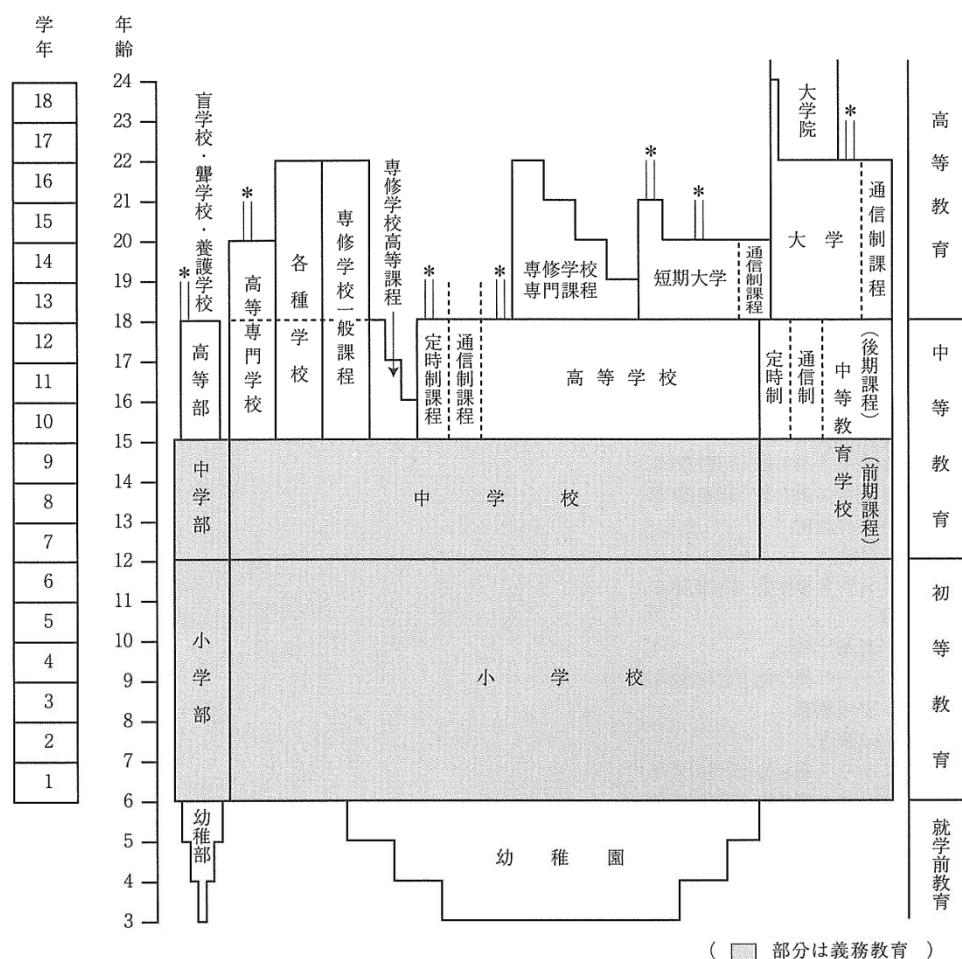 学年
年齢
18
17
16
15
14
13
12
11
10
9
8
7
6
5
4
3
2
1
24
23
22
21
20
19
18
17
16
15
14
13
12
11
10
9
8
7
6
5
4
3
盲学校・聾学校・養護学校
*
高等部
中学部
小学部
幼稚部
*
高等専門学校
各種学校
専修学校一般課程
専修学校高等課程
*
定時制課程
通信制課程
*
専修学校
専門課程
*
短期大学
*
通信制課程
大学院
*
大学
通信制課程
高等学校
定時制
通信制
中等教育学校
(後期課程)
(前期課程)
中学校
小学校
幼稚園
高等教育
中等教育
初等教育
就学前教育
( 部分は義務教育 )